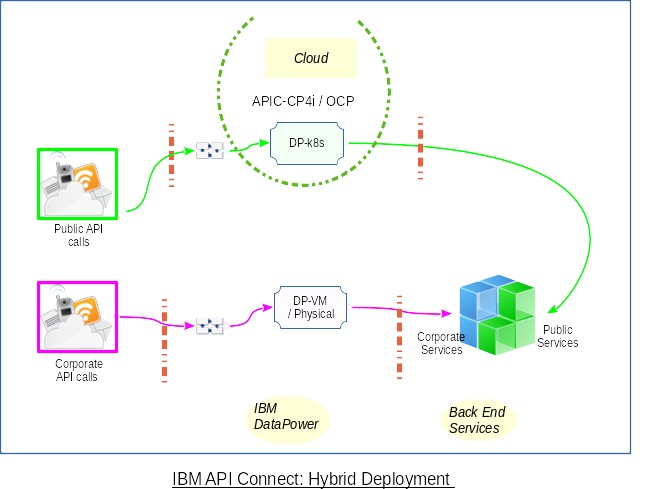 Cloud
APIC-CP4i / OCP
DP-k8s
Public API
calls
DP-VM
/ Physical
Corporate
Services
Public
Services
Corporate
API calls
IBM
DataPower
Back End
Services
IBM API Connect: Hybrid Deployment